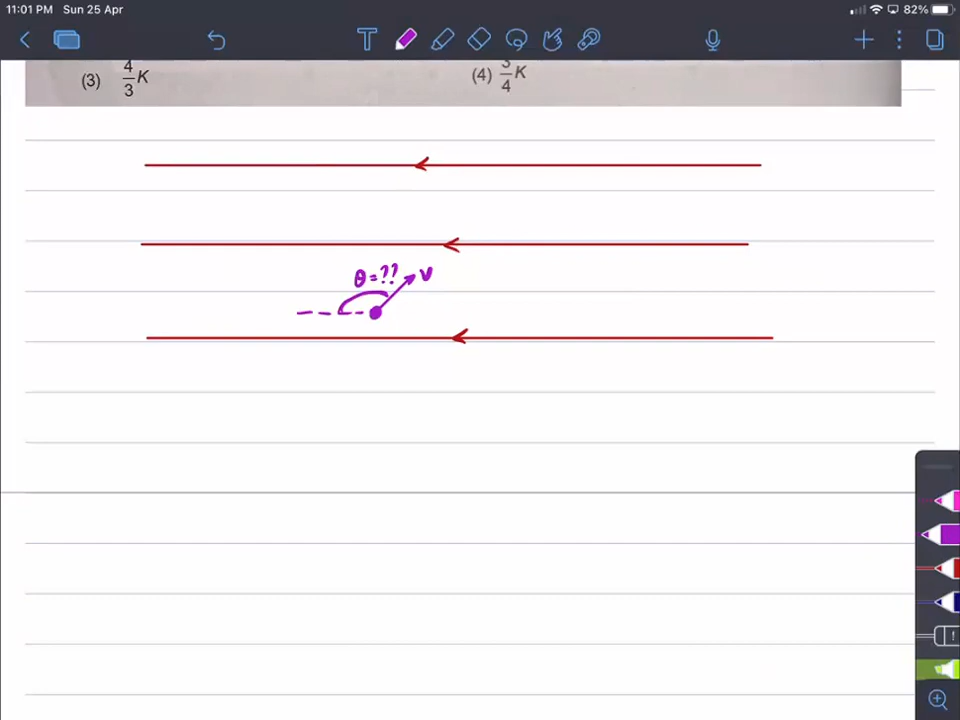 11:01 PM Sun 25 Apr
82%
(3) 4/3 K
(4) 3/4 K
θ = ?? v